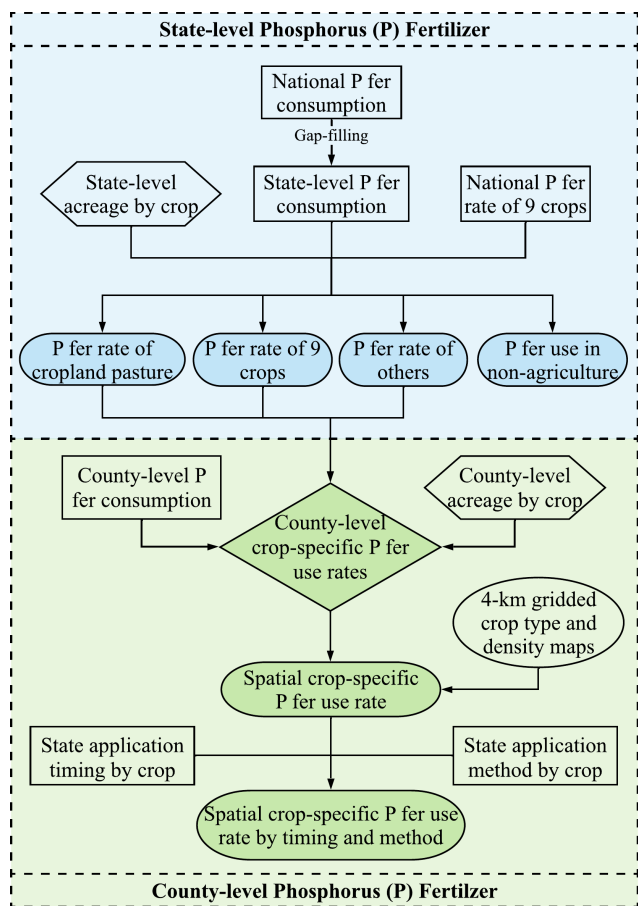 State-level Phosphorus (P) Fertilizer
National P fer
consumption
Gap-filling
State-level
acreage by crop
State-level P fer
consumption
National P fer
rate of 9 crops
P fer rate of
cropland pasture
P fer rate of 9
crops
P fer rate of
others
P fer use in
non-agriculture
County-level P
fer consumption
County-level
acreage by crop
County-level
crop-specific P fer
use rates
4-km gridded
crop type and
density maps
Spatial crop-specific
P fer use rate
State application
timing by crop
State application
method by crop
Spatial crop-specific P fer use
rate by timing and method
County-level Phosphorus (P) Fertilzer